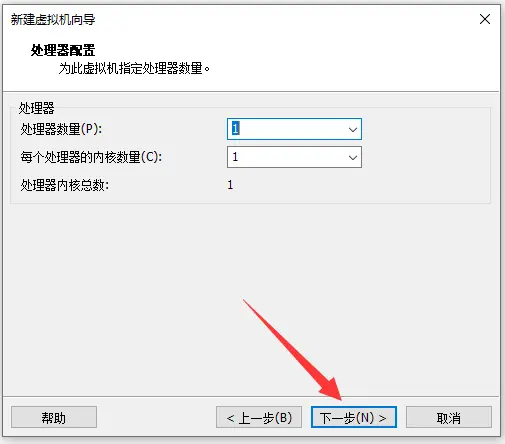 新建虚拟机向导
处理器配置
为此虚拟机指定处理器数量。
处理器
处理器数量(P): 1
每个处理器的内核数量(C): 1
处理器内核总数: 1
帮助 < 上一步(B) 下一步(N) > 取消